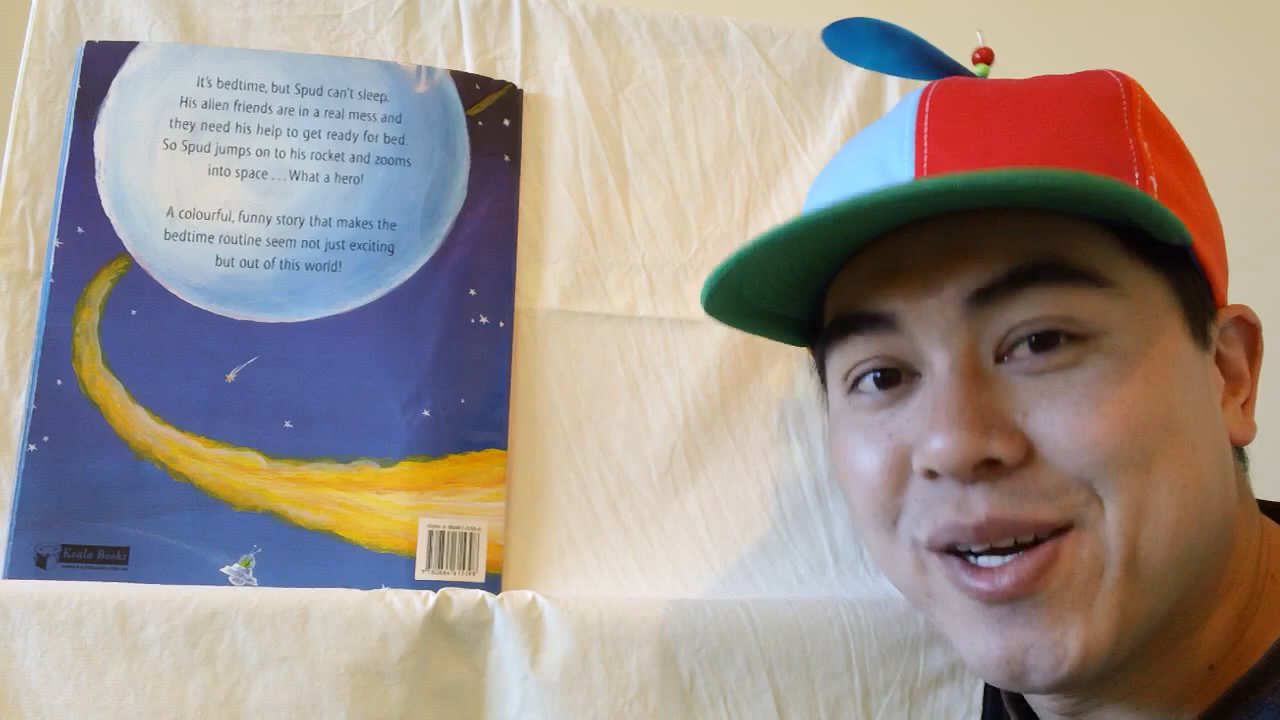 It's bedtime, but Spud can't sleep.
His alien friends are in a real mess and
they need his help to get ready for bed.
So Spud jumps on to his rocket and zooms
into space ... What a hero!
A colourful, funny story that makes the
bedtime routine seem not just exciting
but out of this world!
Koala Books